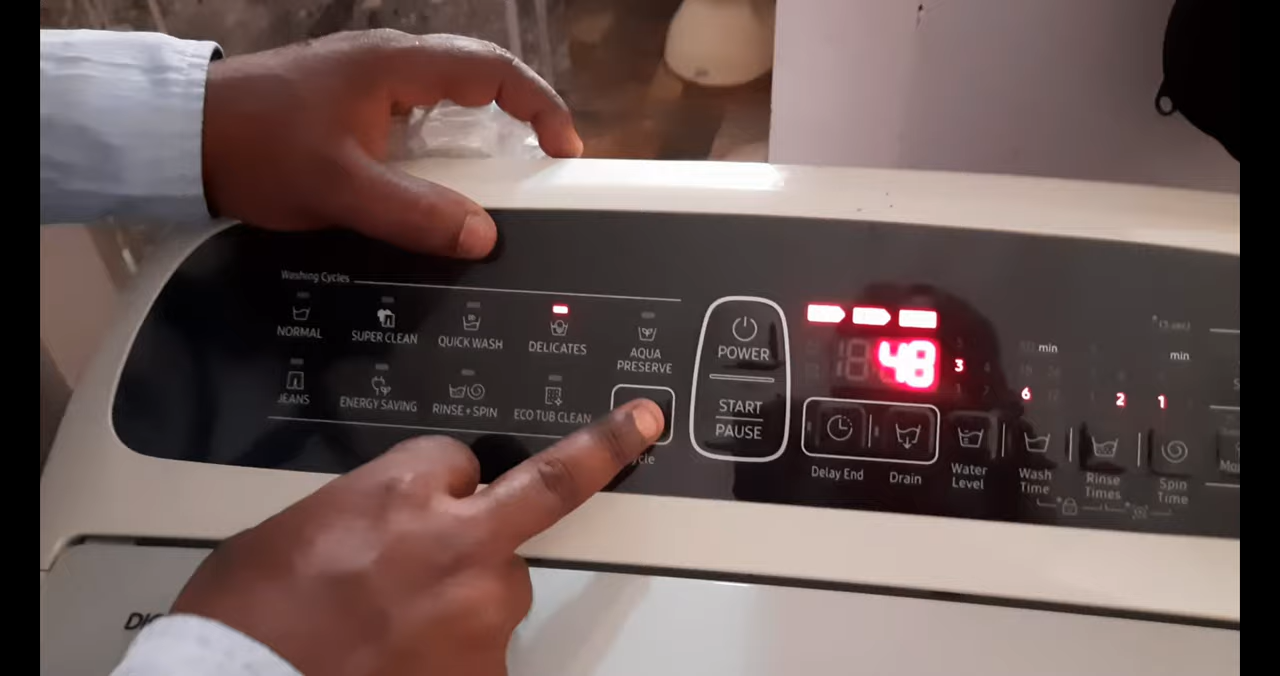 Washing Cycles
NORMAL
SUPER CLEAN
QUICK WASH
DELICATES
AQUA
PRESERVE
JEANS
ENERGY SAVING
RINSE + SPIN
ECO TUB CLEAN
POWER
START
PAUSE
48
3
6
2
1
min
min
Delay End
Drain
Water
Level
Wash
Time
Rinse
Times
Spin
Time